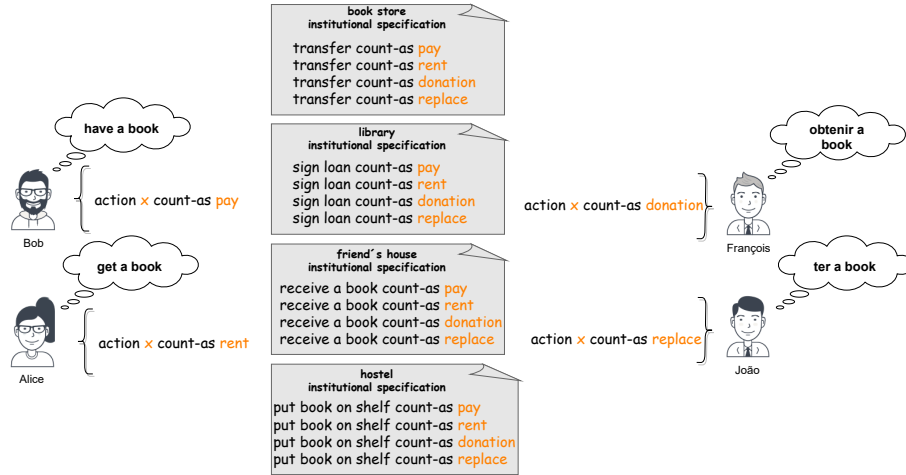 book store
institutional specification
transfer count-as pay
transfer count-as rent
transfer count-as donation
transfer count-as replace
have a book
action x count-as pay
Bob
library
institutional specification
sign loan count-as pay
sign loan count-as rent
sign loan count-as donation
sign loan count-as replace
obtenir a
book
action x count-as donation
François
get a book
action x count-as rent
Alice
friend´s house
institutional specification
receive a book count-as pay
receive a book count-as rent
receive a book count-as donation
receive a book count-as replace
ter a book
action x count-as replace
João
hostel
institutional specification
put book on shelf count-as pay
put book on shelf count-as rent
put book on shelf count-as donation
put book on shelf count-as replace